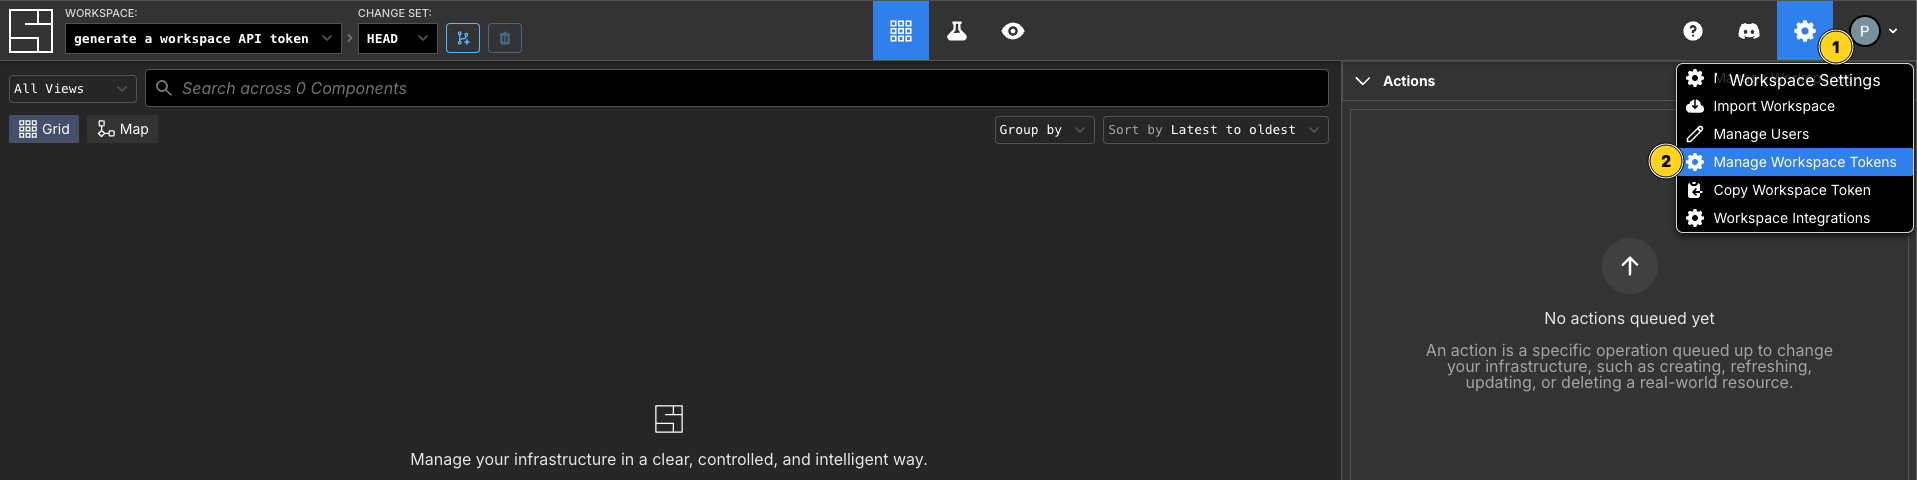 WORKSPACE:
CHANGE SET:
generate a workspace API token
HEAD
1
P
All Views
Search across 0 Components
Actions
Workspace Settings
Import Workspace
Grid
Map
Group by
Sort by Latest to oldest
Manage Users
2
Manage Workspace Tokens
Copy Workspace Token
Workspace Integrations
No actions queued yet
An action is a specific operation queued up to change
your infrastructure, such as creating, refreshing,
updating, or deleting a real-world resource.
Manage your infrastructure in a clear, controlled, and intelligent way.